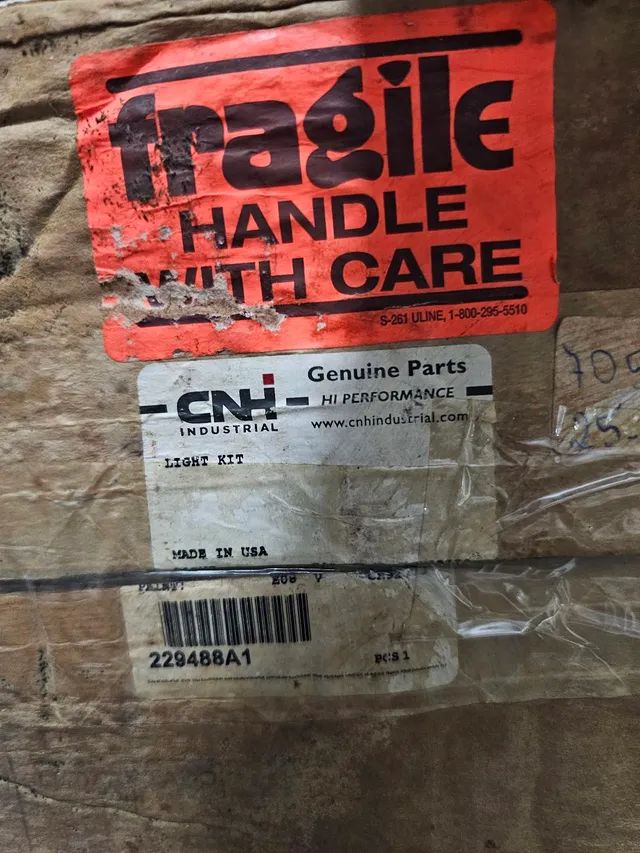 fragile
HANDLE
WITH CARE
S-261 ULINE, 1-800-295-5510
CNH
INDUSTRIAL
Genuine Parts
HI PERFORMANCE
www.cnhindustrial.com
LIGHT KIT
MADE IN USA
229488A1
PCS 1